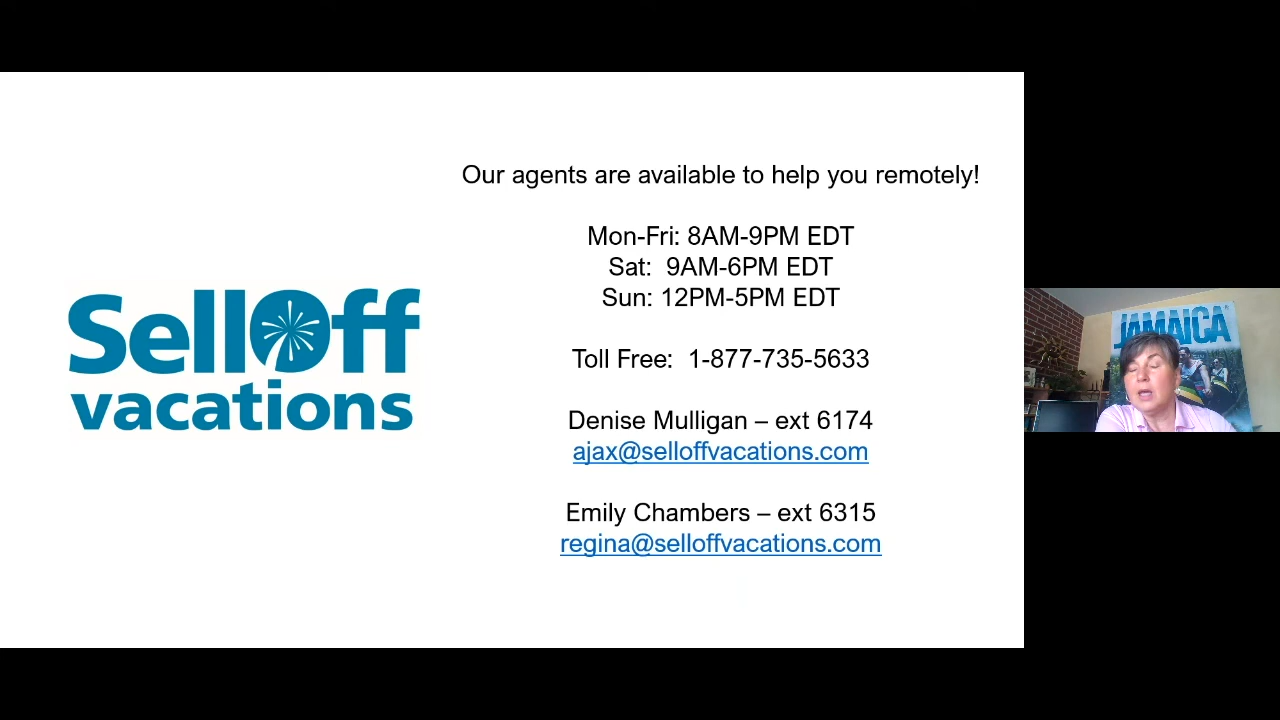 Our agents are available to help you remotely!
Mon-Fri: 8AM-9PM EDT
Sat: 9AM-6PM EDT
Sun: 12PM-5PM EDT
Toll Free: 1-877-735-5633
Denise Mulligan – ext 6174
ajax@selloffvacations.com
Emily Chambers – ext 6315
regina@selloffvacations.com
SellOff
vacations
JAMAICA